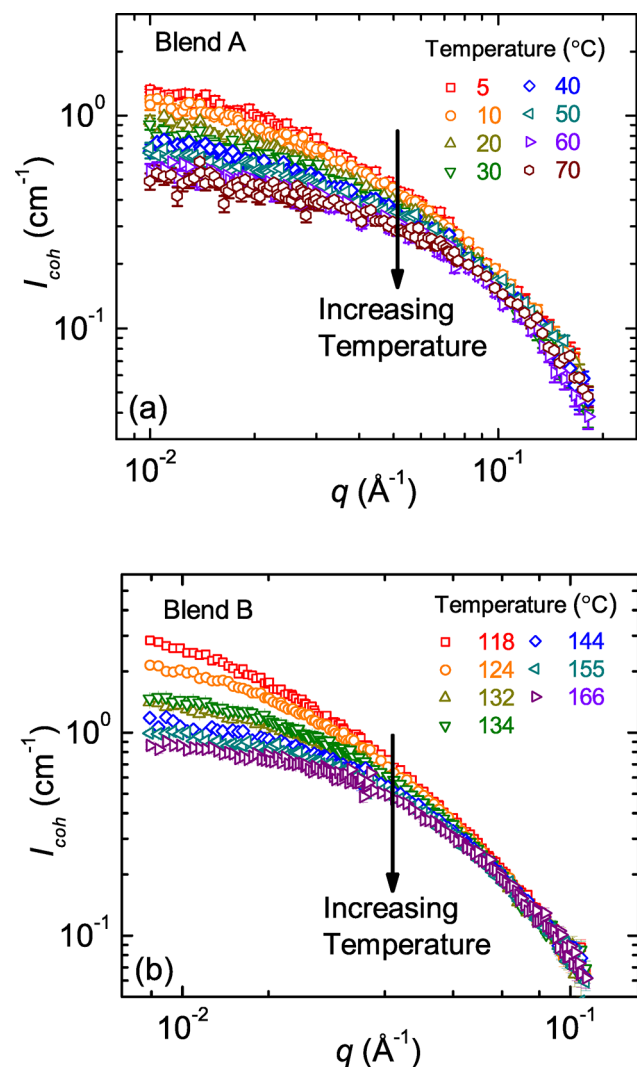 Blend A
Temperature (°C)
5 40
10 50
20 60
30 70
10⁰
10⁻¹
I_coh (cm⁻¹)
Increasing
Temperature
(a)
10⁻² 10⁻¹
q (Å⁻¹)
Blend B
Temperature (°C)
118 144
124 155
132 166
134
10⁰
10⁻¹
I_coh (cm⁻¹)
Increasing
Temperature
(b)
10⁻² 10⁻¹
q (Å⁻¹)